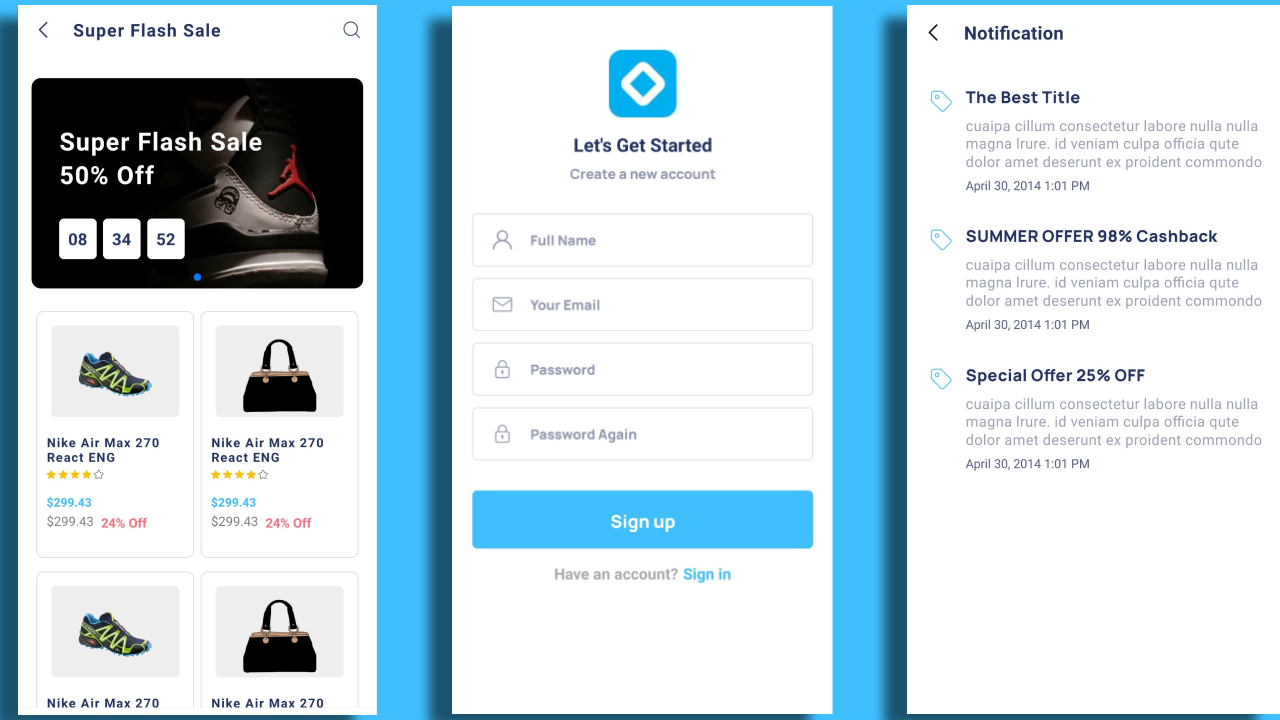 Super Flash Sale
Super Flash Sale
50% Off
08 34 52
Nike Air Max 270
React ENG
$299.43
$299.43 24% Off
Nike Air Max 270
React ENG
$299.43
$299.43 24% Off
Nike Air Max 270
Nike Air Max 270
Let's Get Started
Create a new account
Full Name
Your Email
Password
Password Again
Sign up
Have an account? Sign in
Notification
The Best Title
cuaipa cillum consectetur labore nulla nulla
magna lrure. id veniam culpa officia qute
dolor amet deserunt ex proident commondo
April 30, 2014 1:01 PM
SUMMER OFFER 98% Cashback
cuaipa cillum consectetur labore nulla nulla
magna lrure. id veniam culpa officia qute
dolor amet deserunt ex proident commondo
April 30, 2014 1:01 PM
Special Offer 25% OFF
cuaipa cillum consectetur labore nulla nulla
magna lrure. id veniam culpa officia qute
dolor amet deserunt ex proident commondo
April 30, 2014 1:01 PM